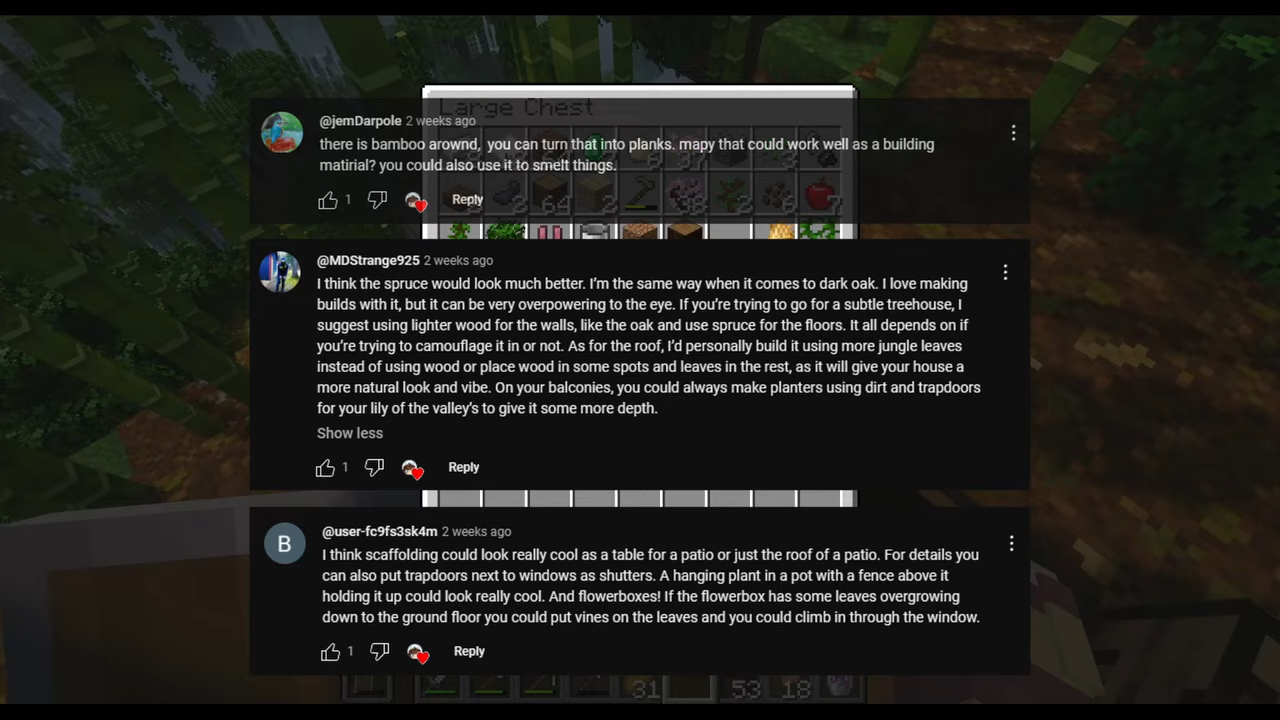 Large Chest
@jemDarpole 2 weeks ago
there is bamboo arownd,  you can turn that into planks. mapy that could work well as a building
matirial? you could also use it to smelt things.
1 Reply
64 2 2 6 7
@MDStrange925 2 weeks ago
I think the spruce would look much better. I'm the same way when it comes to dark oak. I love making
builds with it, but it can be very overpowering to the eye. If you're trying to go for a subtle treehouse, I
suggest using lighter wood for the walls, like the oak and use spruce for the floors. It all depends on if
you're trying to camouflage it in or not. As for the roof, I'd personally build it using more jungle leaves
instead of using wood or place wood in some spots and leaves in the rest, as it will give your house a
more natural look and vibe. On your balconies, you could always make planters using dirt and trapdoors
for your lily of the valley's to give it some more depth.
Show less
1 Reply
B
@user-fc9fs3sk4m 2 weeks ago
I think scaffolding could look really cool as a table for a patio or just the roof of a patio. For details you
can also put trapdoors next to windows as shutters. A hanging plant in a pot with a fence above it
holding it up could look really cool. And flowerboxes! If the flowerbox has some leaves overgrowing
down to the ground floor you could put vines on the leaves and you could climb in through the window.
1 Reply
31 53 18